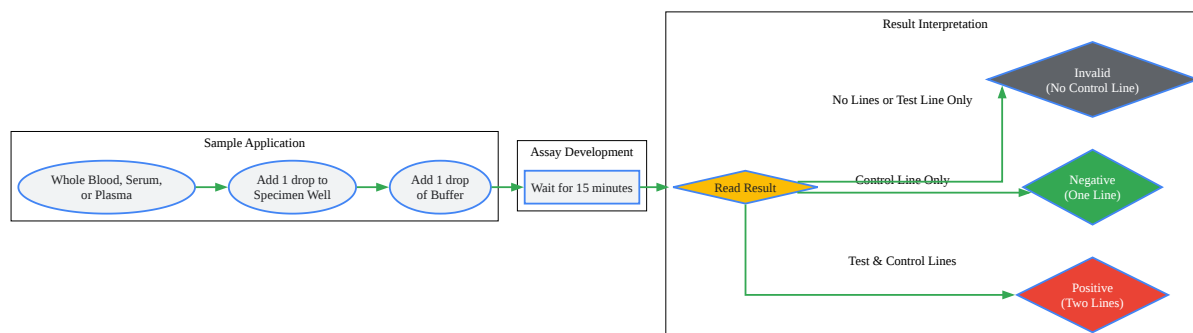 Result Interpretation
Invalid
(No Control Line)
No Lines or Test Line Only
Sample Application
Assay Development
Whole Blood, Serum,
or Plasma
Add 1 drop to
Specimen Well
Add 1 drop
of Buffer
Wait for 15 minutes
Read Result
Control Line Only
Negative
(One Line)
Test & Control Lines
Positive
(Two Lines)